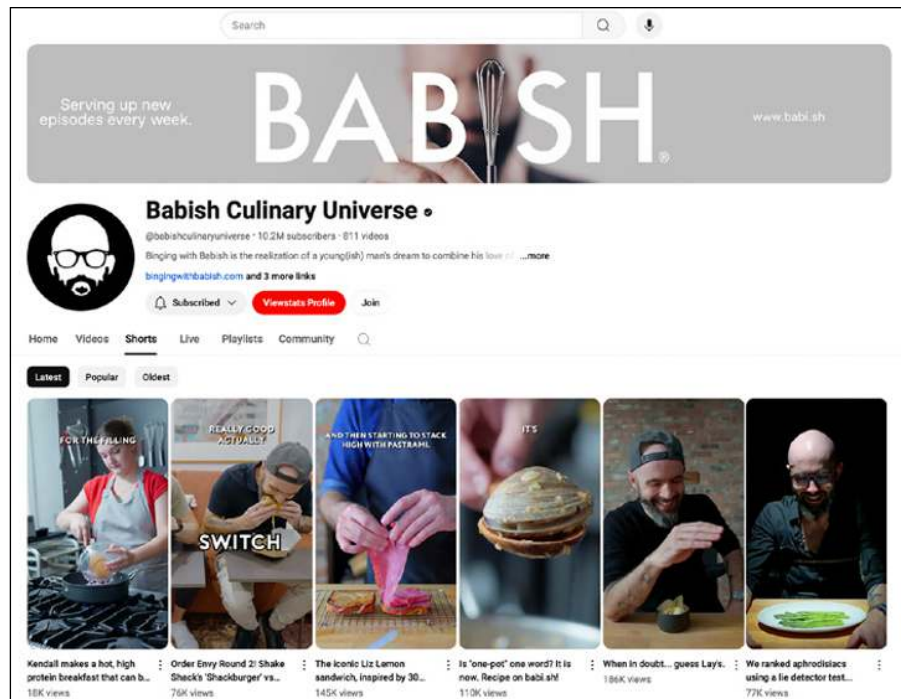 Search
Serving up new
episodes every week.
BABISH®
www.babi.sh
Babish Culinary Universe
@babishculinaryuniverse · 10.2M subscribers · 811 videos
Binging with Babish is the realization of a young(ish) man's dream to combine his love of ...more
bingingwithbabish.com and 3 more links
Subscribed
Viewstats Profile
Join
Home
Videos
Shorts
Live
Playlists
Community
Latest
Popular
Oldest
FOR THE FILLING
REALLY GOOD
ACTUALLY
SWITCH
AND THEN STARTING TO STACK
HIGH WITH PASTRAMI.
IT'S
Kendall makes a hot, high
protein breakfast that can b...
18K views
Order Envy Round 2! Shake
Shack's 'Shackburger' vs...
76K views
The iconic Liz Lemon
sandwich, inspired by 30...
145K views
Is "one-pot" one word? It is
now. Recipe on babi.sh!
110K views
When in doubt... guess Lay's.
186K views
We ranked aphrodisiacs
using a lie detector test...
77K views